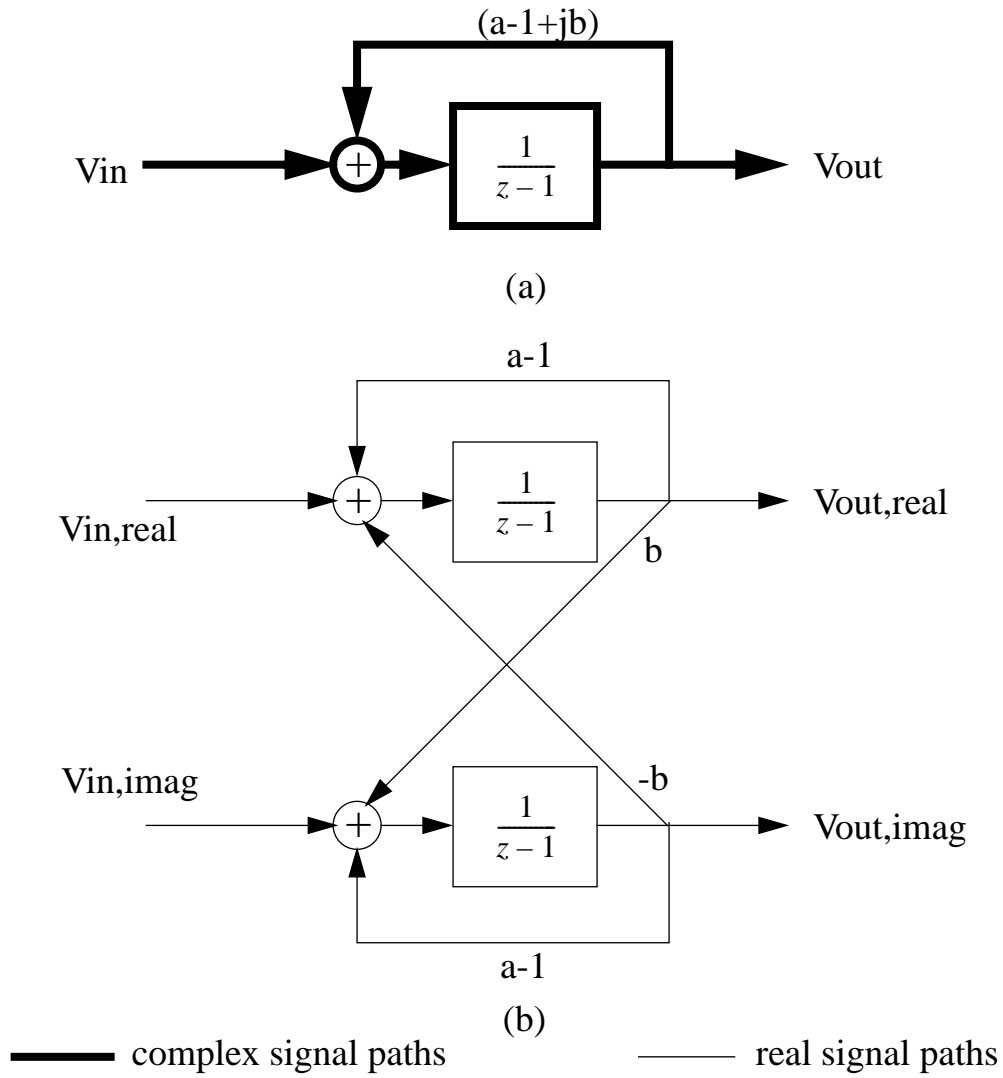 (a-1+jb)
Vin
+
1
z – 1
Vout
(a)
a-1
Vin,real
+
1
z – 1
Vout,real
b
Vin,imag
+
1
z – 1
-b
Vout,imag
a-1
(b)
complex signal paths
real signal paths